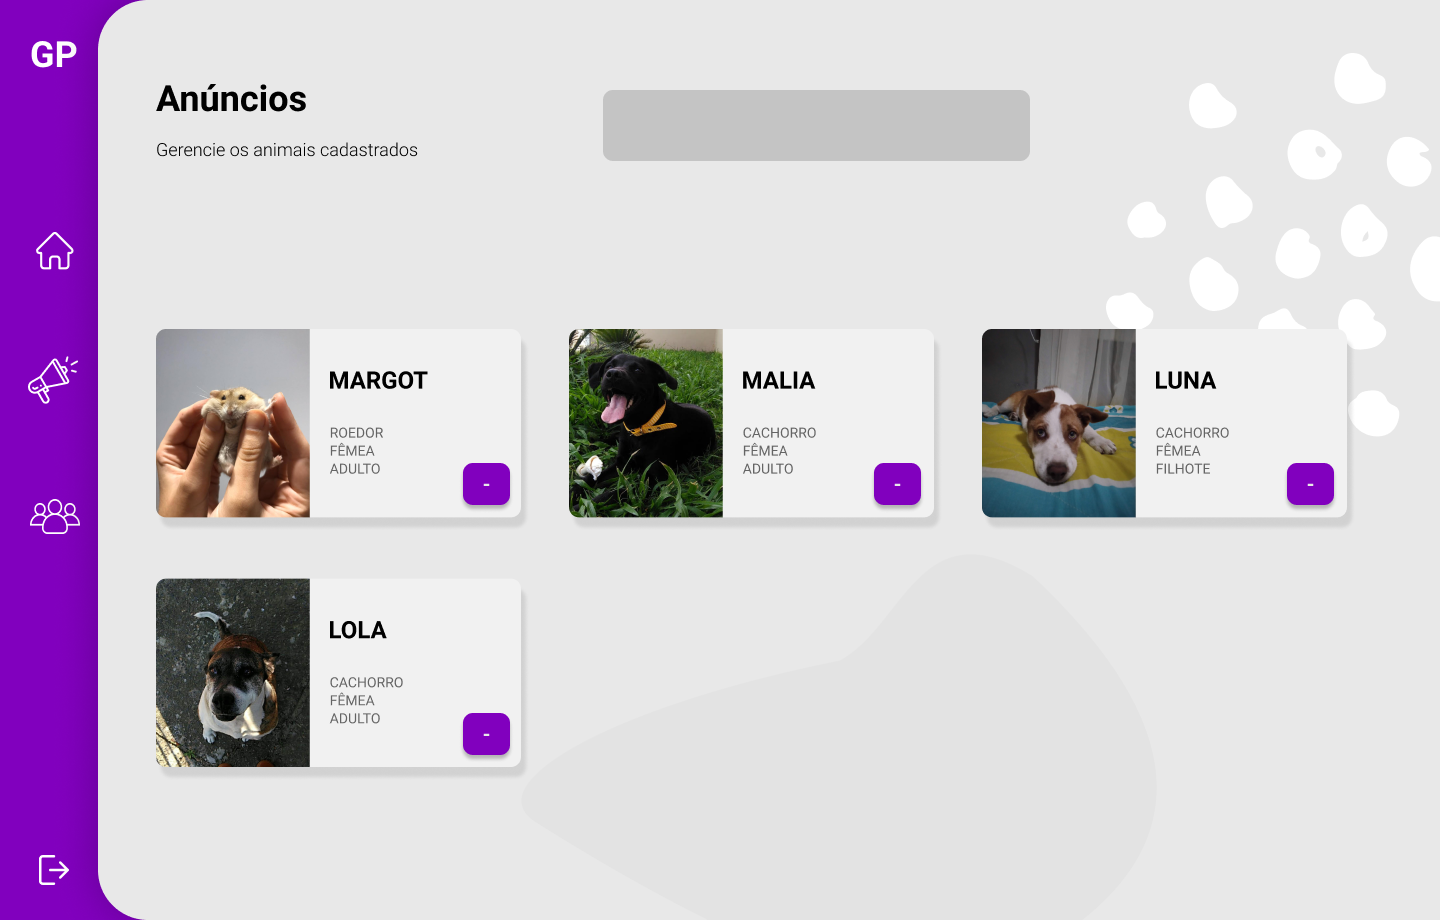 GP
Anúncios
Gerencie os animais cadastrados
MARGOT
ROEDOR
FÊMEA
ADULTO
-
MALIA
CACHORRO
FÊMEA
ADULTO
-
LUNA
CACHORRO
FÊMEA
FILHOTE
-
LOLA
CACHORRO
FÊMEA
ADULTO
-